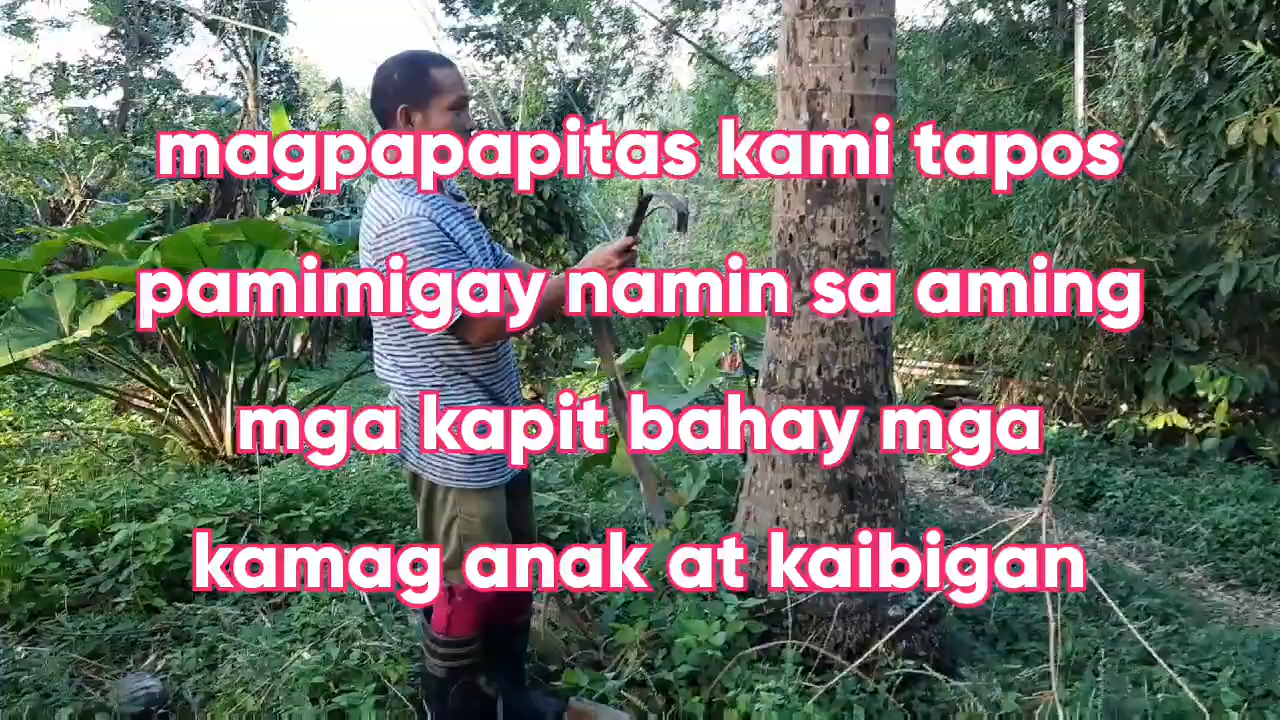 magpapapitas kami tapos
pamimigay namin sa aming
mga kapit bahay mga
kamag anak at kaibigan